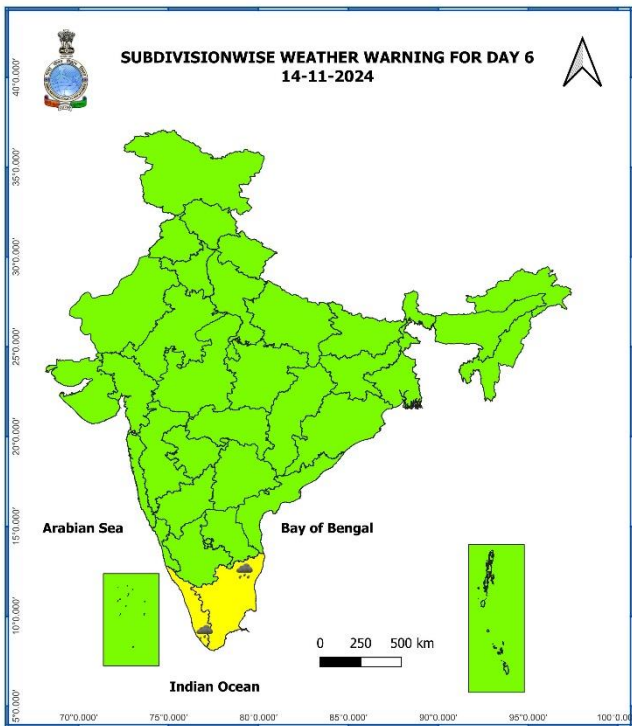 SUBDIVISIONWISE WEATHER WARNING FOR DAY 6
14-11-2024
40°0.000'
35°0.000'
30°0.000'
25°0.000'
20°0.000'
15°0.000'
10°0.000'
5°0.000'
Arabian Sea
Bay of Bengal
0 250 500 km
Indian Ocean
70°0.000' 75°0.000' 80°0.000' 85°0.000' 90°0.000' 95°0.000'